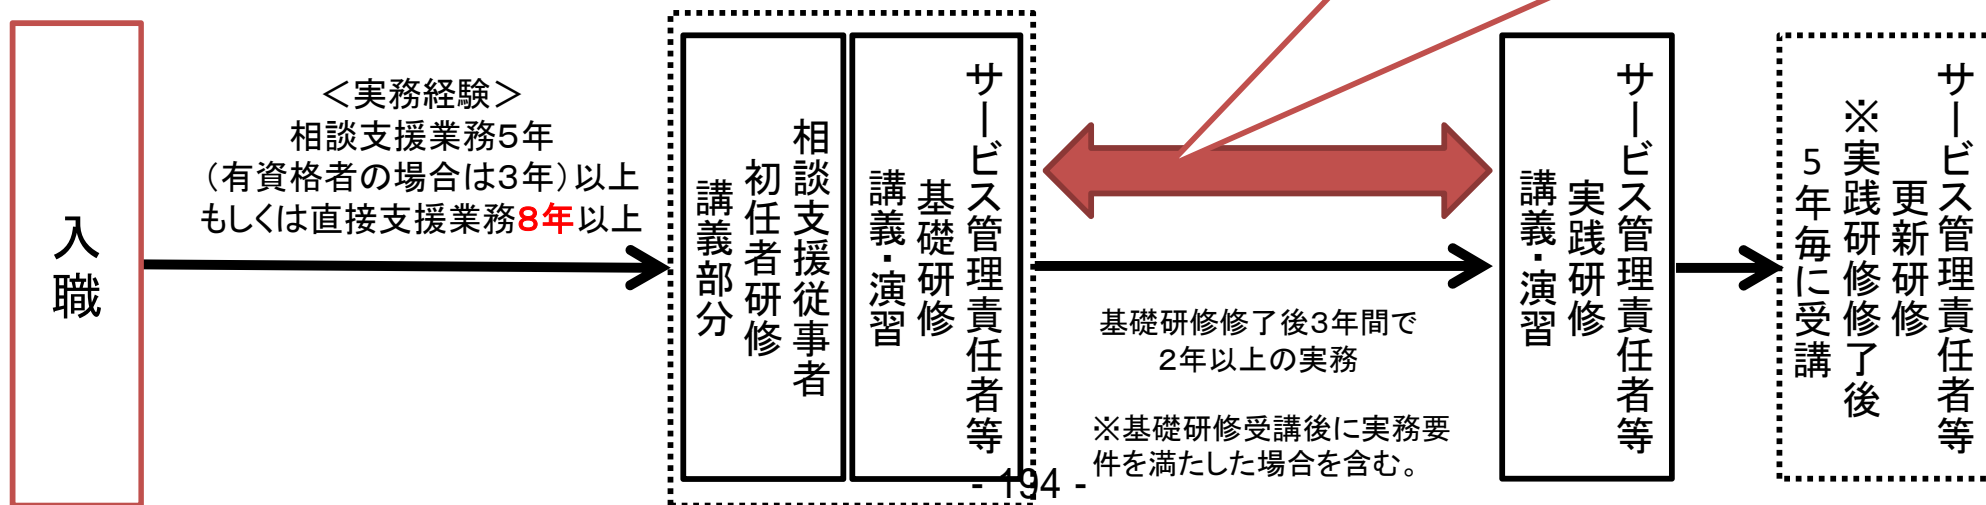 入職
＜実務経験＞
相談支援業務5年
（有資格者の場合は3年）以上
もしくは直接支援業務8年以上
相談支援従事者
初任者研修
講義部分
サービス管理責任者等
基礎研修
講義・演習
基礎研修修了後3年間で
2年以上の実務
※基礎研修受講後に実務要
件を満たした場合を含む。
サービス管理責任者等
実践研修
講義・演習
サービス管理責任者等
更新研修
※実践研修修了後
5年毎に受講
- 194 -